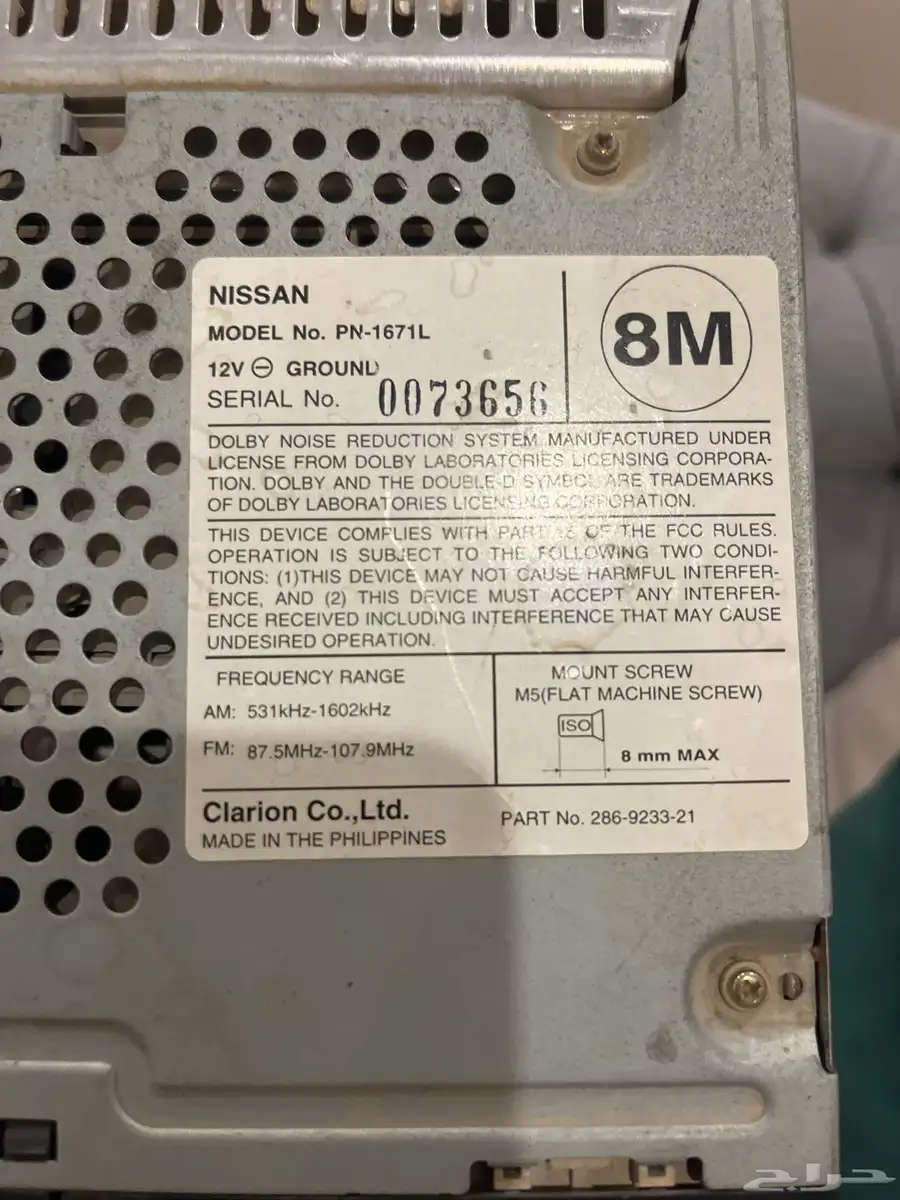 NISSAN
MODEL No. PN-1671L
12V ⊖ GROUND
SERIAL No. 0073656
8M
DOLBY NOISE REDUCTION SYSTEM MANUFACTURED UNDER
LICENSE FROM DOLBY LABORATORIES LICENSING CORPORA-
TION. DOLBY AND THE DOUBLE-D SYMBOL ARE TRADEMARKS
OF DOLBY LABORATORIES LICENSING CORPORATION.
THIS DEVICE COMPLIES WITH PART 15 OF THE FCC RULES.
OPERATION IS SUBJECT TO THE FOLLOWING TWO CONDI-
TIONS: (1)THIS DEVICE MAY NOT CAUSE HARMFUL INTERFER-
ENCE, AND (2) THIS DEVICE MUST ACCEPT ANY INTERFER-
ENCE RECEIVED INCLUDING INTERFERENCE THAT MAY CAUSE
UNDESIRED OPERATION.
FREQUENCY RANGE
AM: 531kHz-1602kHz
FM: 87.5MHz-107.9MHz
MOUNT SCREW
M5(FLAT MACHINE SCREW)
ISO
8 mm MAX
Clarion Co.,Ltd.
MADE IN THE PHILIPPINES
PART No. 286-9233-21
حراج